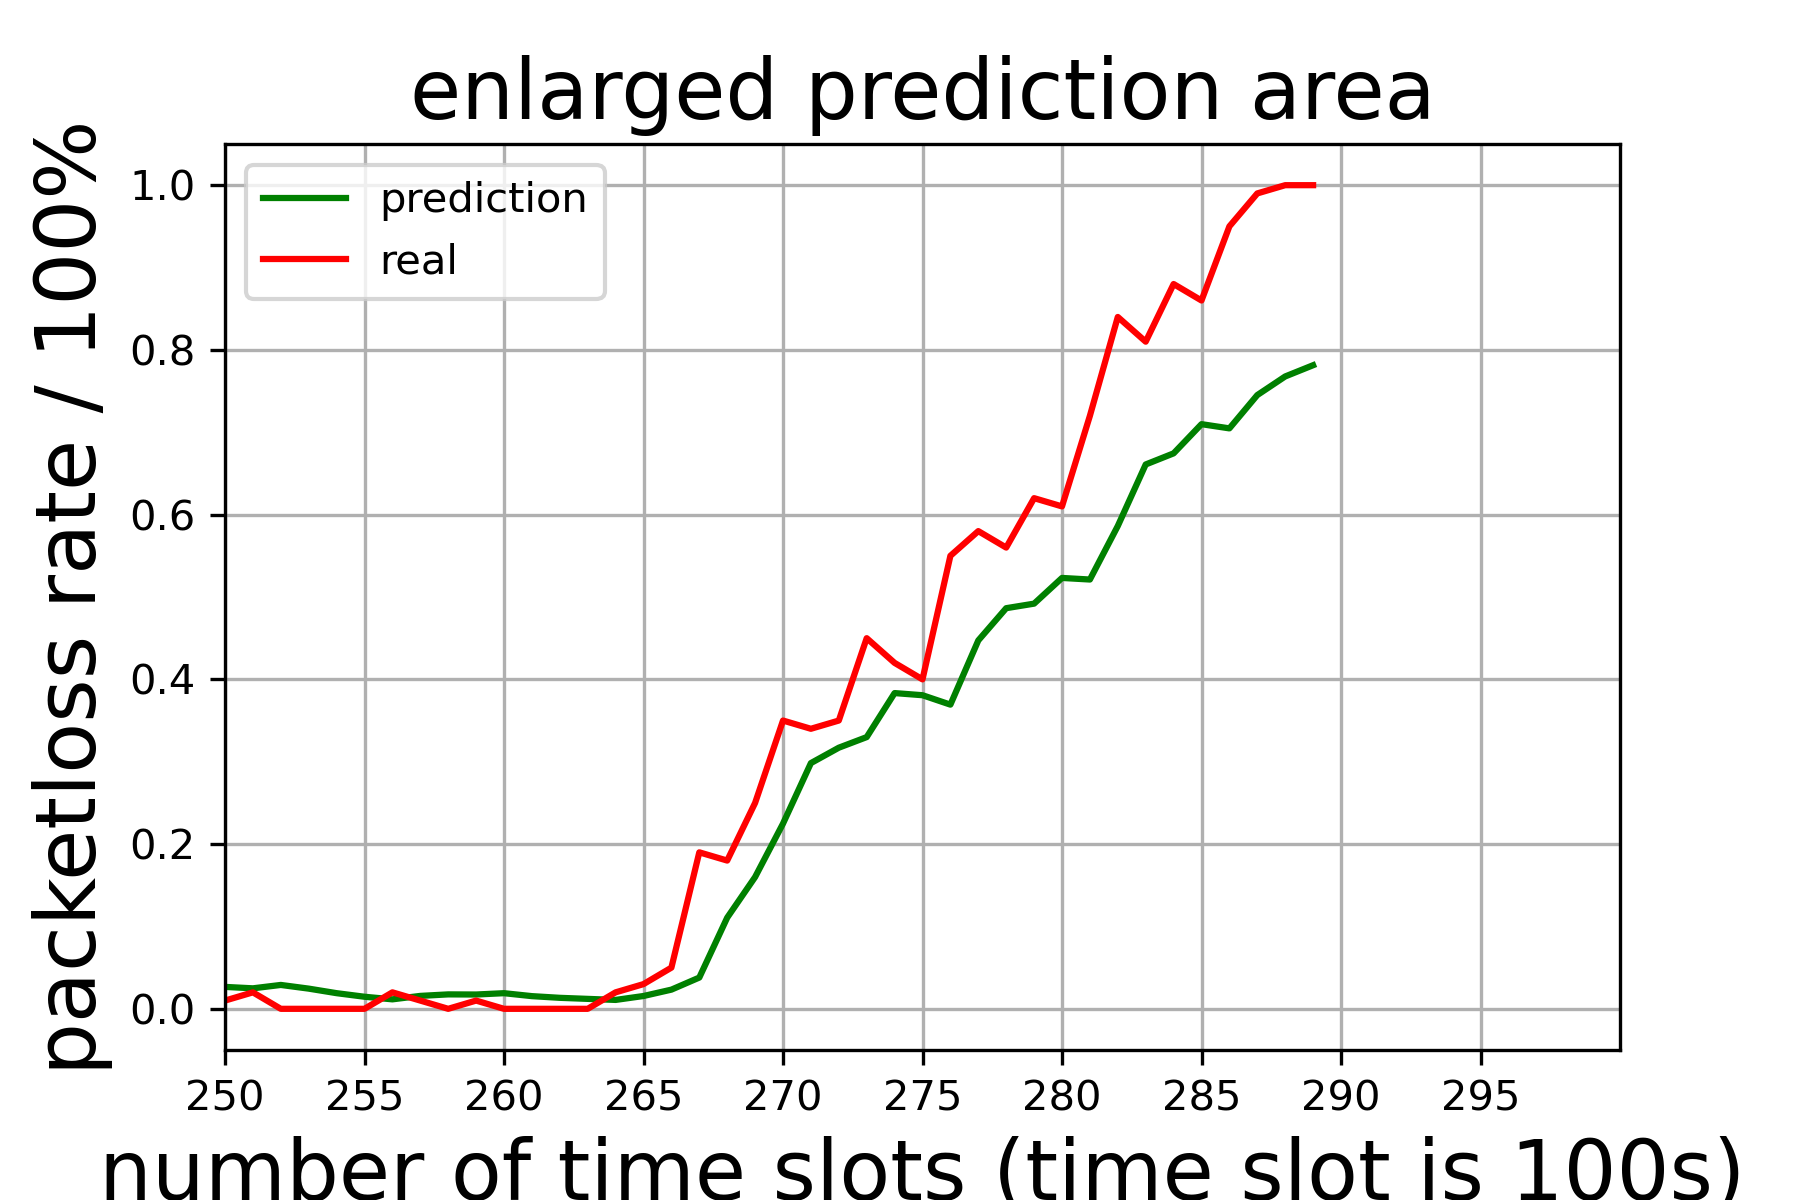 enlarged prediction area
packetloss rate / 100%
prediction
real
1.0
0.8
0.6
0.4
0.2
0.0
250 255 260 265 270 275 280 285 290 295
number of time slots (time slot is 100s)